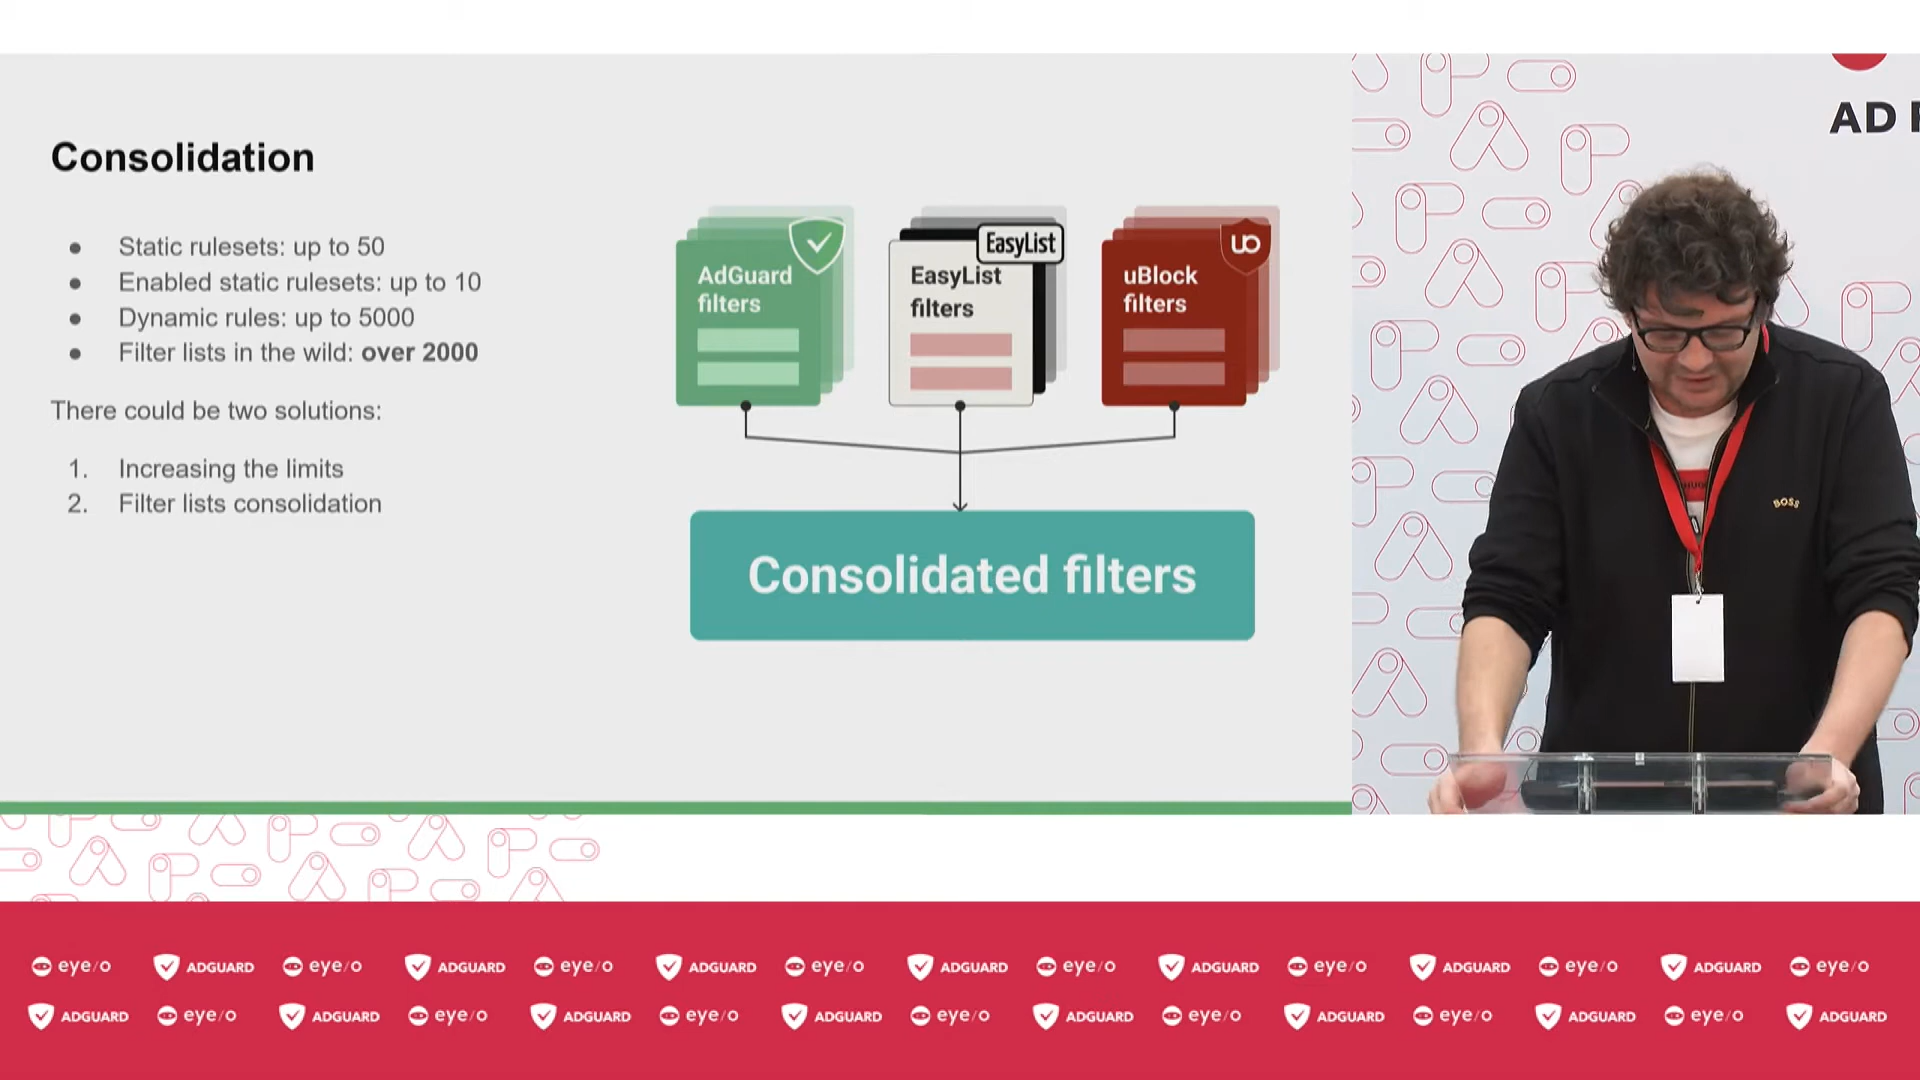 Consolidation
Static rulesets: up to 50
Enabled static rulesets: up to 10
Dynamic rules: up to 5000
Filter lists in the wild: over 2000
There could be two solutions:
1. Increasing the limits
2. Filter lists consolidation
AdGuard
filters
EasyList
EasyList
filters
uBlock
filters
Consolidated filters
AD
BOSS
eye/o ADGUARD eye/o ADGUARD eye/o ADGUARD eye/o ADGUARD eye/o ADGUARD eye/o ADGUARD eye/o ADGUARD eye/o
ADGUARD eye/o ADGUARD eye/o ADGUARD eye/o ADGUARD eye/o ADGUARD eye/o ADGUARD eye/o ADGUARD eye/o ADGUARD